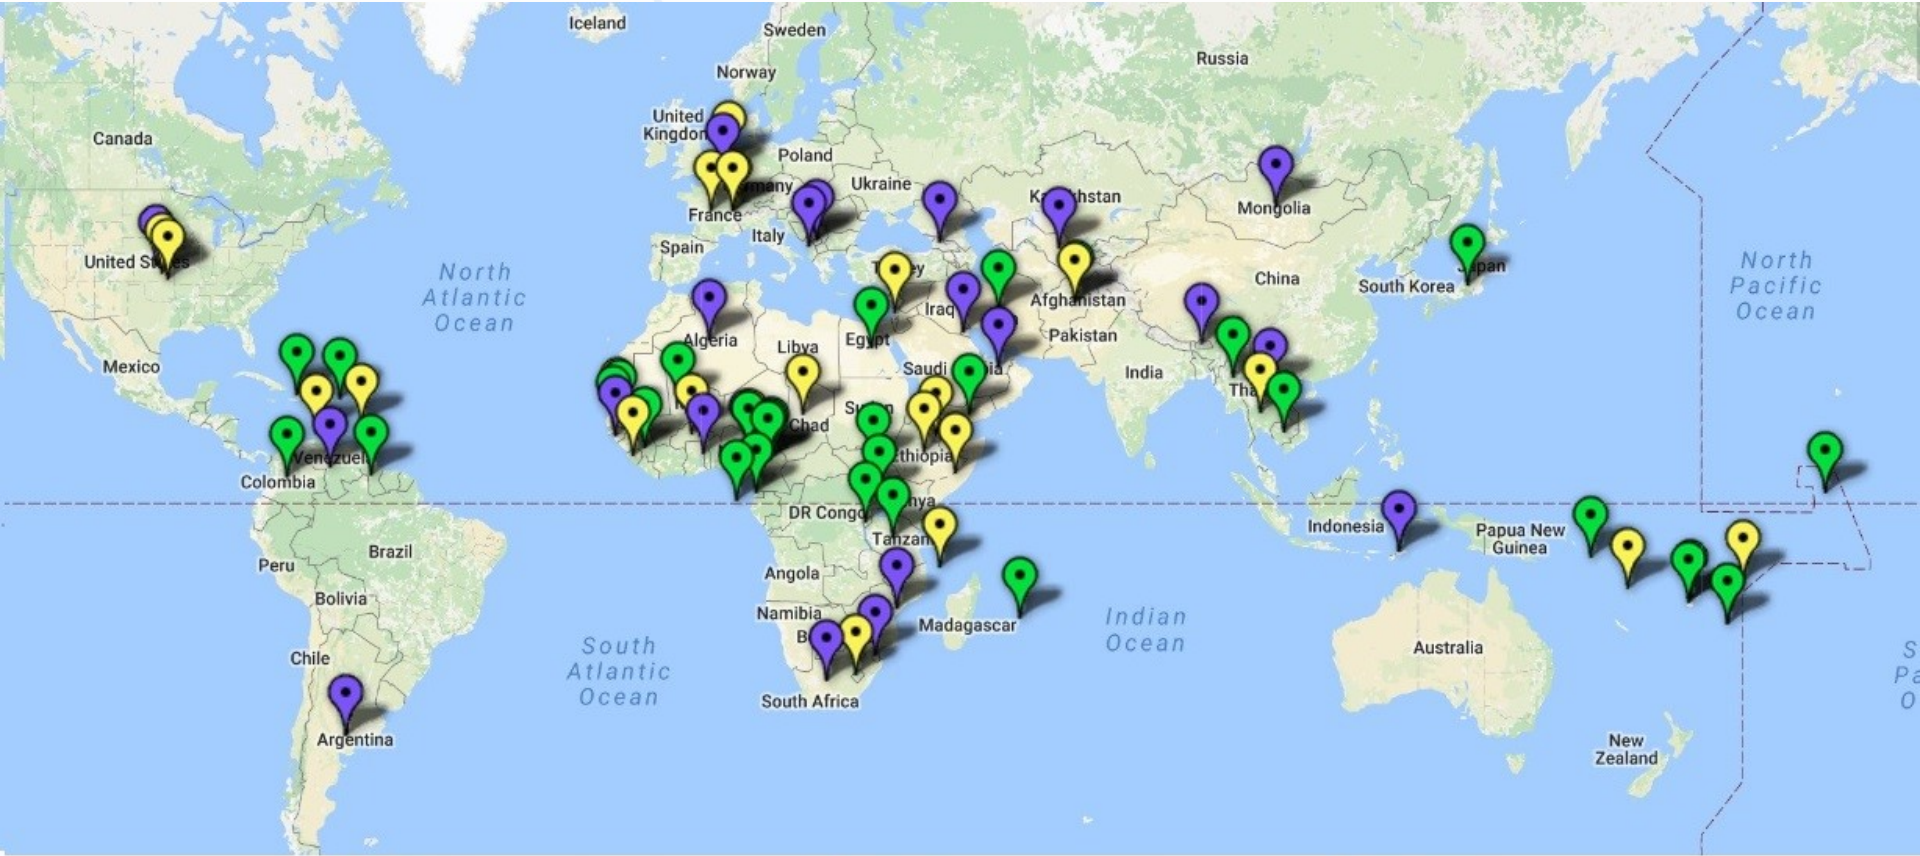 Iceland
Sweden
Russia
Norway
United
Kingdom
Canada
Poland
Ukraine
Mongolia
France
Italy
Spain
United
South Korea
China
North
Atlantic
Ocean
North
Pacific
Ocean
Afghanistan
Iraq
Pakistan
Algeria
Egypt
Libya
Mexico
India
Saudi
Chad
Ethiopia
Colombia
DR Congo
Indonesia
Papua New
Guinea
Brazil
Peru
Angola
Bolivia
Namibia
Madagascar
Indian
Ocean
South
Atlantic
Ocean
Australia
Chile
South Africa
Argentina
New
Zealand